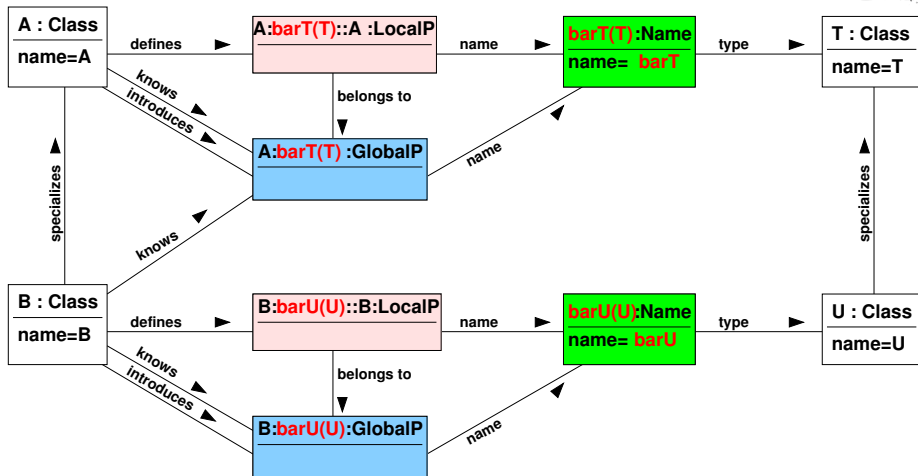 A : Class
name=A
defines
A:barT(T)::A :LocalP
name
barT(T):Name
name= barT
type
T : Class
name=T
knows
introduces
belongs to
A:barT(T) :GlobalP
name
specializes
specializes
knows
B : Class
name=B
defines
B:barU(U)::B:LocalP
name
barU(U):Name
name= barU
type
U : Class
name=U
knows
introduces
belongs to
B:barU(U):GlobalP
name